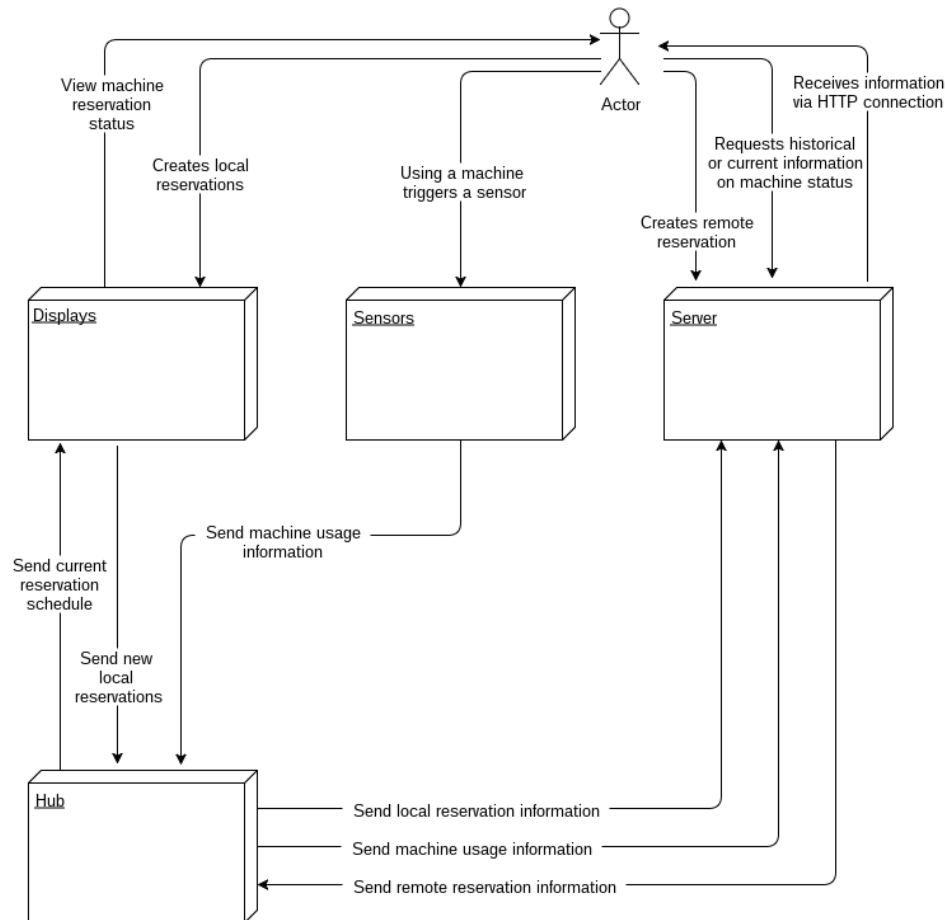 Actor
View machine
reservation
status
Receives information
via HTTP connection
Creates local
reservations
Using a machine
triggers a sensor
Requests historical
or current information
on machine status
Creates remote
reservation
Displays
Sensors
Server
Send machine usage
information
Send current
reservation
schedule
Send new
local
reservations
Hub
Send local reservation information
Send machine usage information
Send remote reservation information